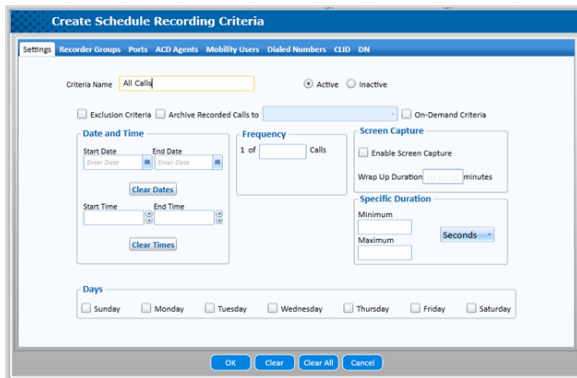 Create Schedule Recording Criteria
Settings Recorder Groups Ports ACD Agents Mobility Users Dialed Numbers CLID DN
Criteria Name All Calls Active Inactive
Exclusion Criteria Archive Recorded Calls to On-Demand Criteria
Date and Time Frequency Screen Capture
Start Date End Date 1 of Calls Enable Screen Capture
Enter Date Enter Date
Wrap Up Duration minutes
Clear Dates
Specific Duration
Start Time End Time Minimum
Seconds
Maximum
Clear Times
Days
Sunday Monday Tuesday Wednesday Thursday Friday Saturday
OK Clear Clear All Cancel